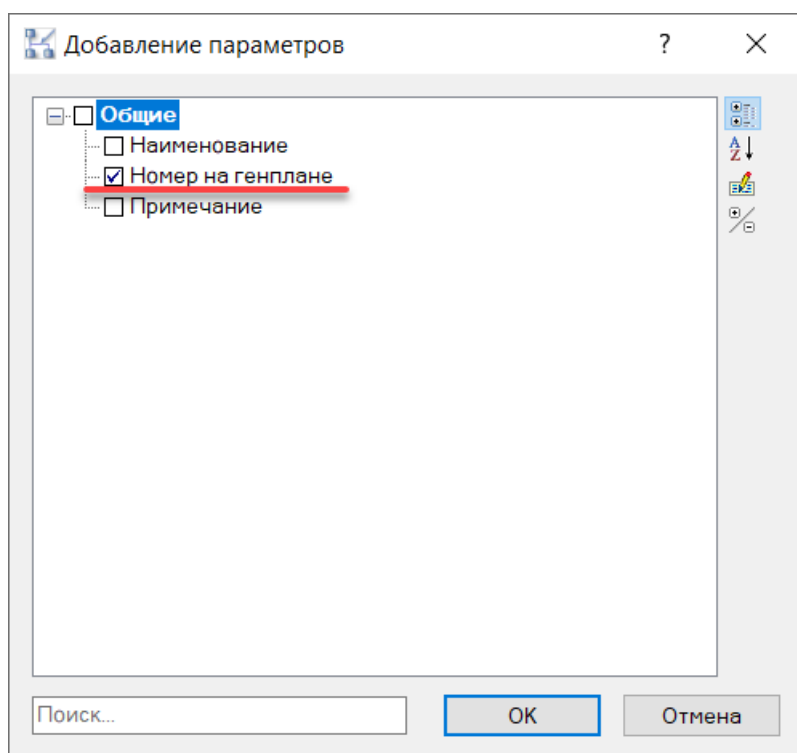 Добавление параметров
Общие
Наименование
Номер на генплане
Примечание
Поиск...
OK
Отмена